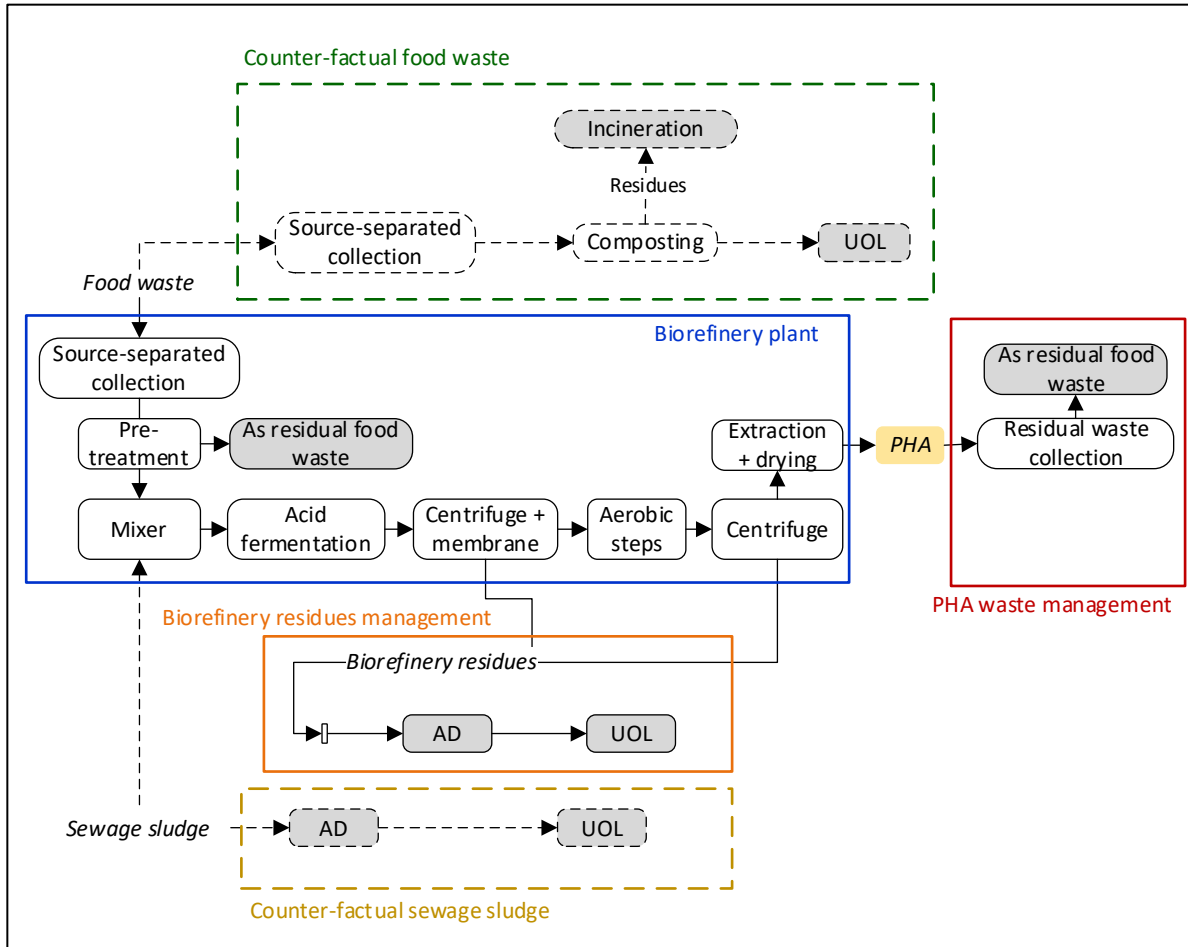 Counter-factual food waste
Incineration
Residues
Source-separated
collection
Composting
UOL
Food waste
Biorefinery plant
Source-separated
collection
As residual food
waste
Pre-
treatment
As residual food
waste
Extraction
+ drying
PHA
Residual waste
collection
Mixer
Acid
fermentation
Centrifuge +
membrane
Aerobic
steps
Centrifuge
PHA waste management
Biorefinery residues management
Biorefinery residues
AD
UOL
Sewage sludge
AD
UOL
Counter-factual sewage sludge